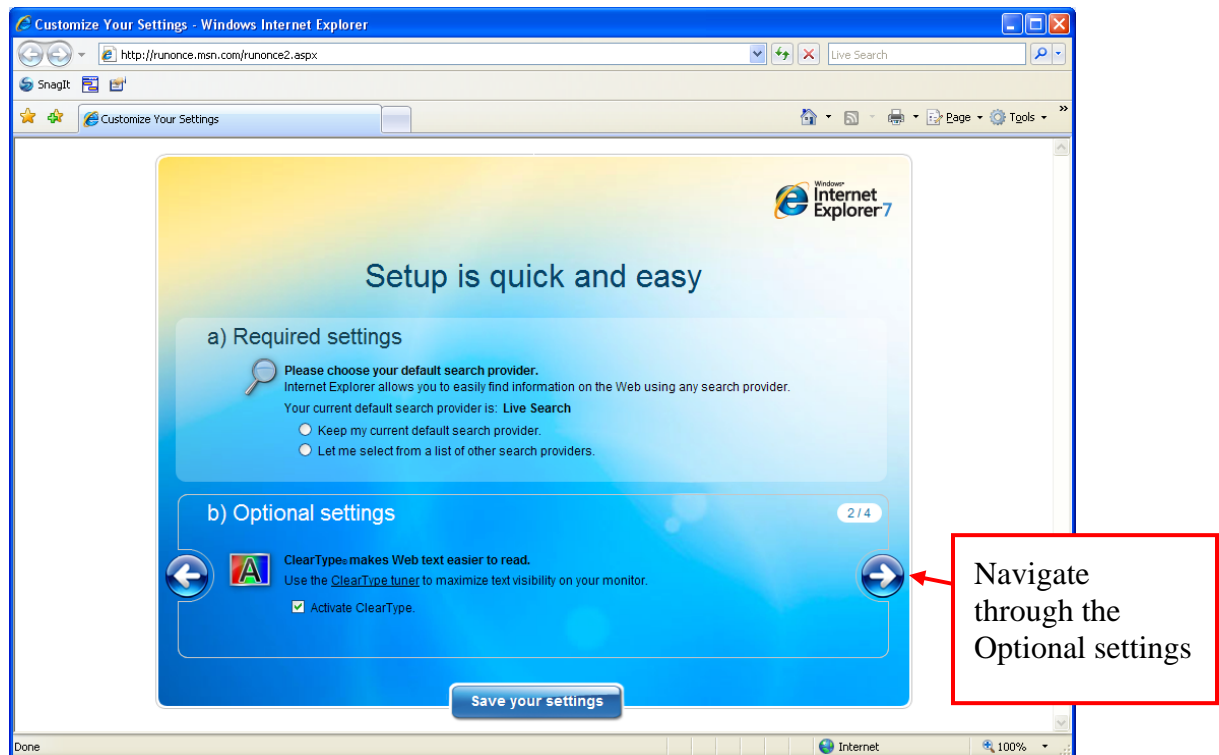 Customize Your Settings - Windows Internet Explorer
http://runonce.msn.com/runonce2.aspx
Live Search
SnagIt
Customize Your Settings
Page
Tools
»
Windows
Internet
Explorer 7
Setup is quick and easy
a) Required settings
Please choose your default search provider.
Internet Explorer allows you to easily find information on the Web using any search provider.
Your current default search provider is: Live Search
Keep my current default search provider.
Let me select from a list of other search providers.
b) Optional settings
2 / 4
ClearType® makes Web text easier to read.
Use the ClearType tuner to maximize text visibility on your monitor.
Activate ClearType.
Navigate
through the
Optional settings
Save your settings
Done
Internet
100%